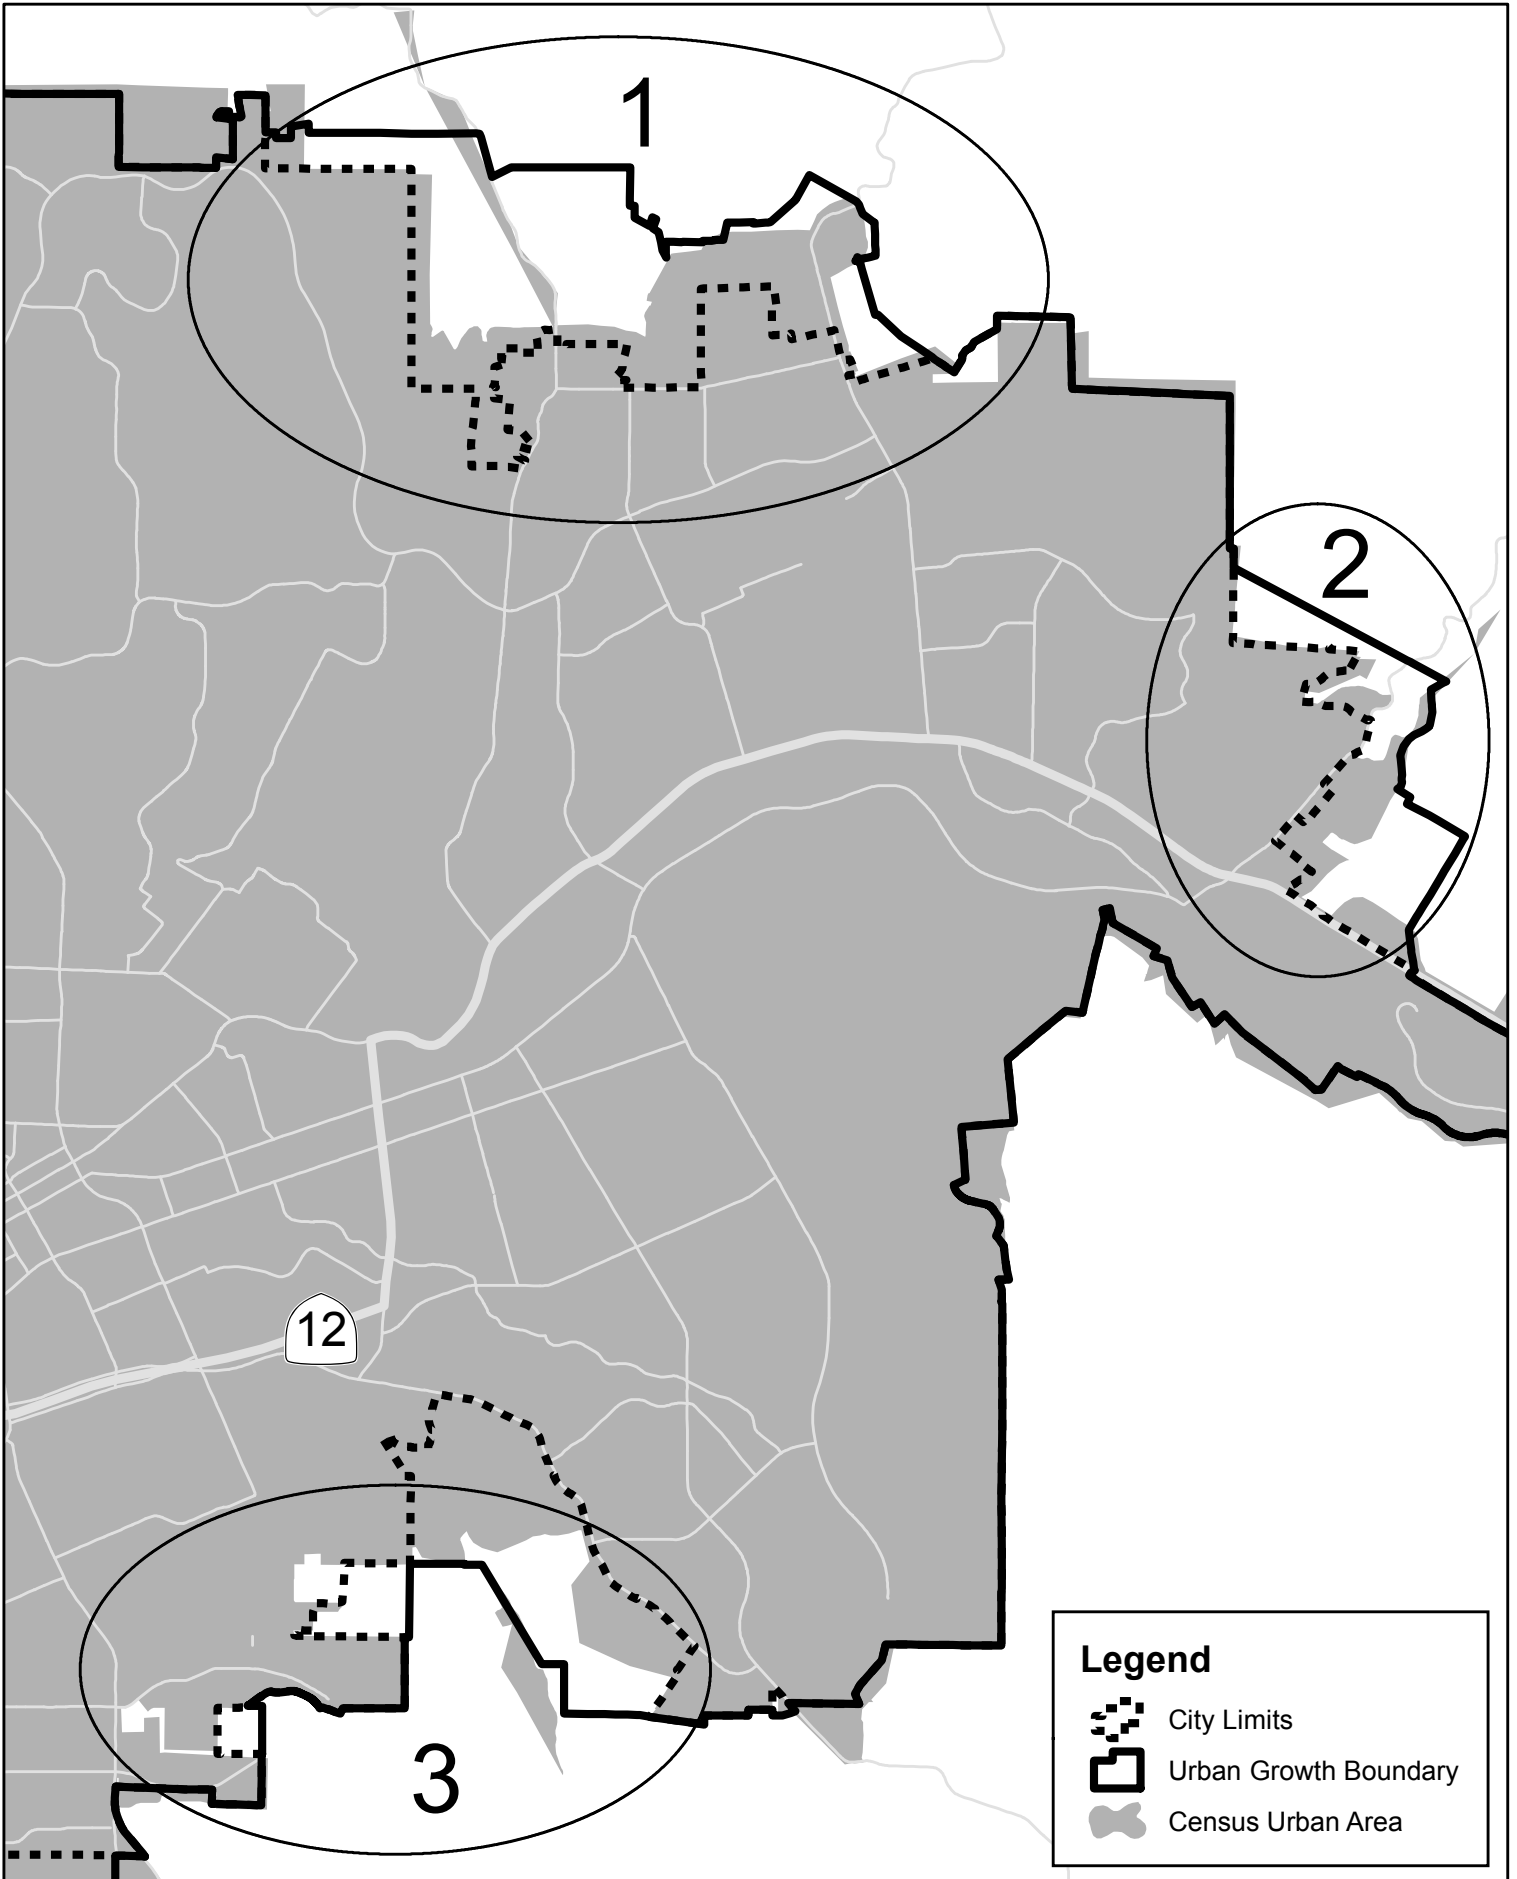 1
2
12
3
Legend
City Limits
Urban Growth Boundary
Census Urban Area